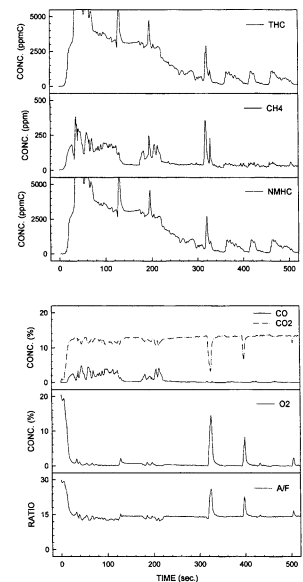 CONC. (ppmC)
5000
2500
0
THC
CONC. (ppm)
500
250
0
CH4
CONC. (ppmC)
5000
2500
0
NMHC
0 100 200 300 400 500
CONC. (%)
20
10
0
CO
CO2
CONC. (%)
20
10
0
O2
RATIO
30
15
0
A/F
0 100 200 300 400 500
TIME (sec.)